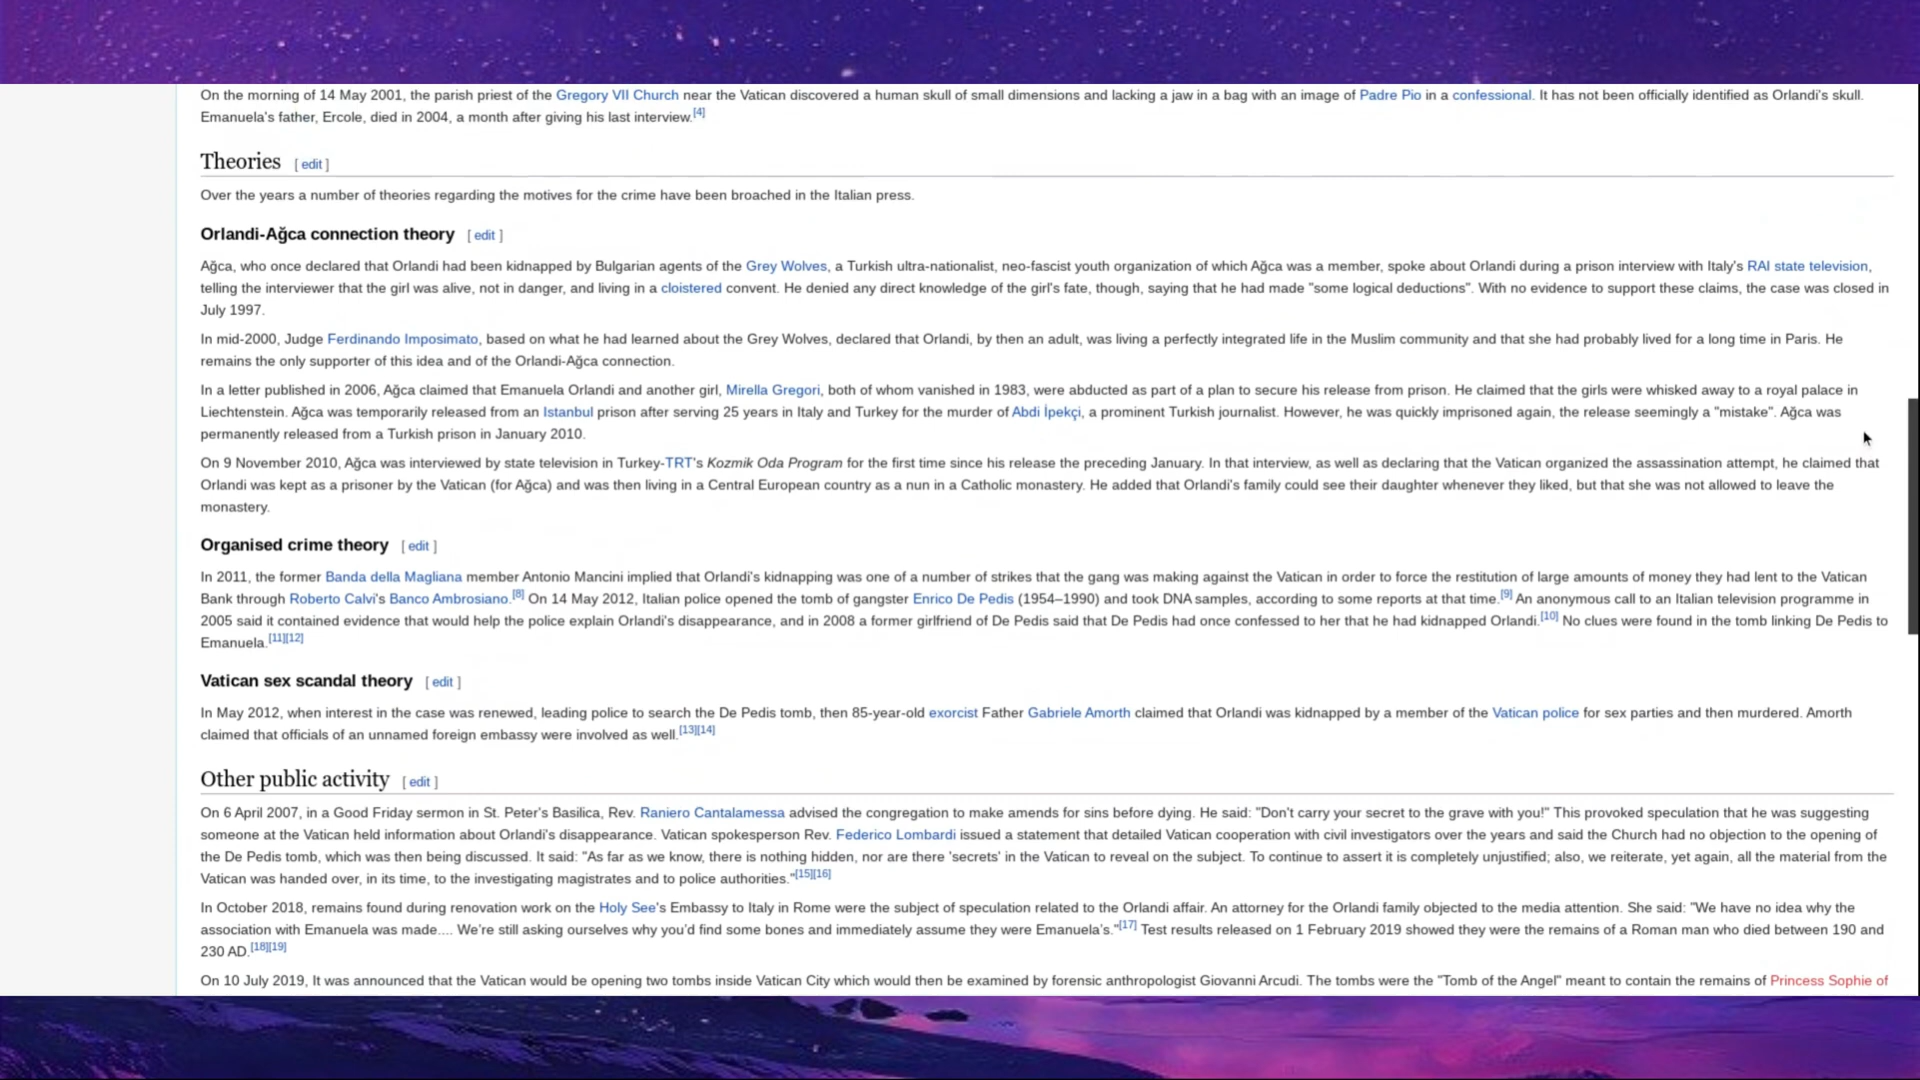 On the morning of 14 May 2001, the parish priest of the Gregory VII Church near the Vatican discovered a human skull of small dimensions and lacking a jaw in a bag with an image of Padre Pio in a confessional. It has not been officially identified as Orlandi's skull.
Emanuela's father, Ercole, died in 2004, a month after giving his last interview.[4]
Theories [ edit ]
Over the years a number of theories regarding the motives for the crime have been broached in the Italian press.
Orlandi-Ağca connection theory [ edit ]
Ağca, who once declared that Orlandi had been kidnapped by Bulgarian agents of the Grey Wolves, a Turkish ultra-nationalist, neo-fascist youth organization of which Ağca was a member, spoke about Orlandi during a prison interview with Italy's RAI state television,
telling the interviewer that the girl was alive, not in danger, and living in a cloistered convent. He denied any direct knowledge of the girl's fate, though, saying that he had made "some logical deductions". With no evidence to support these claims, the case was closed in
July 1997.
In mid-2000, Judge Ferdinando Imposimato, based on what he had learned about the Grey Wolves, declared that Orlandi, by then an adult, was living a perfectly integrated life in the Muslim community and that she had probably lived for a long time in Paris. He
remains the only supporter of this idea and of the Orlandi-Ağca connection.
In a letter published in 2006, Ağca claimed that Emanuela Orlandi and another girl, Mirella Gregori, both of whom vanished in 1983, were abducted as part of a plan to secure his release from prison. He claimed that the girls were whisked away to a royal palace in
Liechtenstein. Ağca was temporarily released from an Istanbul prison after serving 25 years in Italy and Turkey for the murder of Abdi İpekçi, a prominent Turkish journalist. However, he was quickly imprisoned again, the release seemingly a "mistake". Ağca was
permanently released from a Turkish prison in January 2010.
On 9 November 2010, Ağca was interviewed by state television in Turkey-TRT's Kozmik Oda Program for the first time since his release the preceding January. In that interview, as well as declaring that the Vatican organized the assassination attempt, he claimed that
Orlandi was kept as a prisoner by the Vatican (for Ağca) and was then living in a Central European country as a nun in a Catholic monastery. He added that Orlandi's family could see their daughter whenever they liked, but that she was not allowed to leave the
monastery.
Organised crime theory [ edit ]
In 2011, the former Banda della Magliana member Antonio Mancini implied that Orlandi's kidnapping was one of a number of strikes that the gang was making against the Vatican in order to force the restitution of large amounts of money they had lent to the Vatican
Bank through Roberto Calvi's Banco Ambrosiano.[8] On 14 May 2012, Italian police opened the tomb of gangster Enrico De Pedis (1954–1990) and took DNA samples, according to some reports at that time.[9] An anonymous call to an Italian television programme in
2005 said it contained evidence that would help the police explain Orlandi's disappearance, and in 2008 a former girlfriend of De Pedis said that De Pedis had once confessed to her that he had kidnapped Orlandi.[10] No clues were found in the tomb linking De Pedis to
Emanuela.[11][12]
Vatican sex scandal theory [ edit ]
In May 2012, when interest in the case was renewed, leading police to search the De Pedis tomb, then 85-year-old exorcist Father Gabriele Amorth claimed that Orlandi was kidnapped by a member of the Vatican police for sex parties and then murdered. Amorth
claimed that officials of an unnamed foreign embassy were involved as well.[13][14]
Other public activity [ edit ]
On 6 April 2007, in a Good Friday sermon in St. Peter's Basilica, Rev. Raniero Cantalamessa advised the congregation to make amends for sins before dying. He said: "Don't carry your secret to the grave with you!" This provoked speculation that he was suggesting
someone at the Vatican held information about Orlandi's disappearance. Vatican spokesperson Rev. Federico Lombardi issued a statement that detailed Vatican cooperation with civil investigators over the years and said the Church had no objection to the opening of
the De Pedis tomb, which was then being discussed. It said: "As far as we know, there is nothing hidden, nor are there 'secrets' in the Vatican to reveal on the subject. To continue to assert it is completely unjustified; also, we reiterate, yet again, all the material from the
Vatican was handed over, in its time, to the investigating magistrates and to police authorities."[15][16]
In October 2018, remains found during renovation work on the Holy See's Embassy to Italy in Rome were the subject of speculation related to the Orlandi affair. An attorney for the Orlandi family objected to the media attention. She said: "We have no idea why the
association with Emanuela was made.... We're still asking ourselves why you'd find some bones and immediately assume they were Emanuela's."[17] Test results released on 1 February 2019 showed they were the remains of a Roman man who died between 190 and
230 AD.[18][19]
On 10 July 2019, It was announced that the Vatican would be opening two tombs inside Vatican City which would then be examined by forensic anthropologist Giovanni Arcudi. The tombs were the "Tomb of the Angel" meant to contain the remains of Princess Sophie of